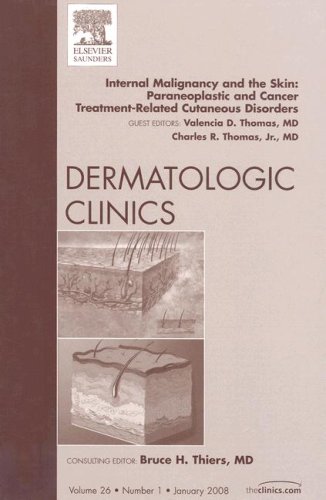 ELSEVIER
SAUNDERS
Internal Malignancy and the Skin:
Paraneoplastic and Cancer
Treatment-Related Cutaneous Disorders
GUEST EDITORS: Valencia D. Thomas, MD
Charles R. Thomas, Jr., MD
DERMATOLOGIC
CLINICS
CONSULTING EDITOR: Bruce H. Thiers, MD
Volume 26 • Number 1 • January 2008
theclinics.com